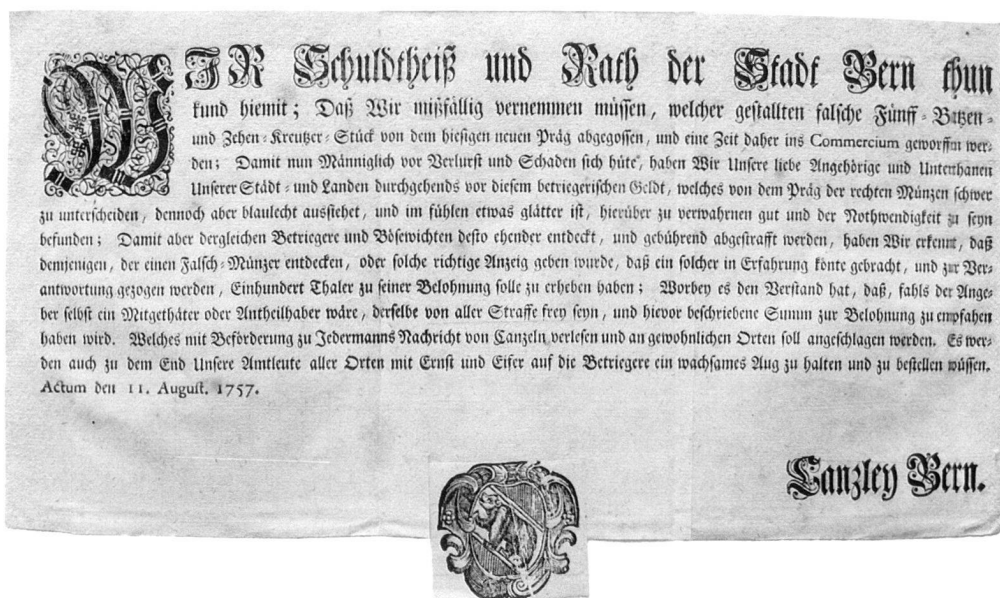 WIR Schuldtheiß und Rath der Stadt Bern thun
kund hiemit; Daß Wir mißfällig vernemmen müssen, welcher gestallten falsche Fünff-Batzen-
und Zehen-Kreutzer-Stück von dem hiesigen neuen Präg abgegossen, und eine Zeit daher ins Commercium geworffen wer-
den; Damit nun Männiglich vor Verlurst und Schaden sich hüte, haben Wir Unsere liebe Angehörige und Unterthanen
Unserer Städt- und Landen durchgehends vor diesem betriegerischen Geldt, welches von dem Präg der rechten Münzen schwer
zu unterscheiden, dennoch aber blaulecht aussiehet, und im fühlen etwas glätter ist, hierüber zu verwahrnen gut und der Nothwendigkeit zu seyn
befunden; Damit aber dergleichen Betriegere und Bösewichten desto ehender entdeckt, und gebührend abgestrafft werden, haben Wir erkennt, daß
demjenigen, der einen Falsch-Münzer entdecken, oder solche richtige Anzeig geben wurde, daß ein solcher in Erfahrung könte gebracht, und zur Ver-
antwortung gezogen werden, Einhundert Thaler zu seiner Belohnung solle zu erheben haben; Worbey es den Verstand hat, daß, fahls der Ange-
ber selbst ein Mitgethäter oder Antheilhaber wäre, derselbe von aller Straffe frey seyn, und hievor beschriebene Summ zur Belohnung zu empfahen
haben wird. Welches mit Beförderung zu Jedermanns Nachricht von Canzeln verlesen und an gewohnlichen Orten soll angeschlagen werden. Es wer-
den auch zu dem End Unsere Amtleute aller Orten mit Ernst und Eifer auf die Betriegere ein wachsames Aug zu halten und zu bestellen wüssen.
Actum den 11. August. 1757.
Canzley Bern.